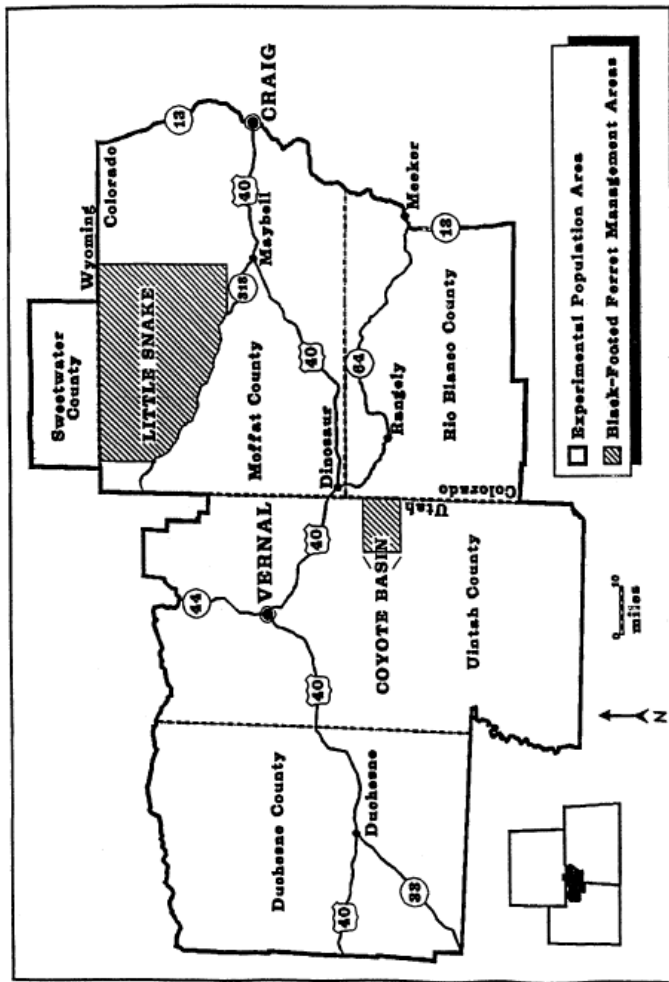 Sweetwater
County
Wyoming
Colorado
LITTLE SNAKE
13
44
318
40
CRAIG
Maybell
VERNAL
Moffat County
Duchesne County
40
40
40
Dinosaur
40
64
Duchesne
COYOTE BASIN
Rangely
Meeker
33
Utah
Rio Blanco County
13
Uintah County
Colorado
Experimental Population Area
Black-Footed Ferret Management Areas
0 10
miles
N